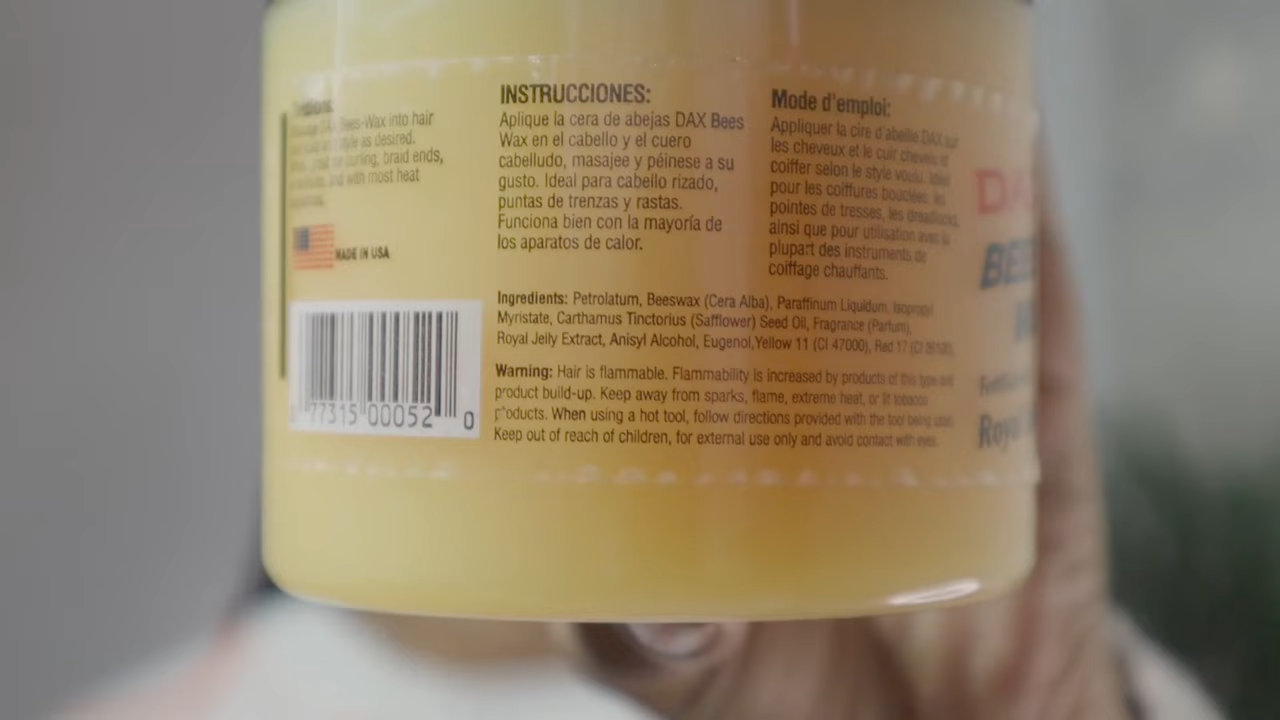 Bees-Wax into hair
style as desired.
curling, braid ends,
and with most heat
MADE IN USA
77315 00052 0
INSTRUCCIONES:
Aplique la cera de abejas DAX Bees
Wax en el cabello y el cuero
cabelludo, masajee y péinese a su
gusto. Ideal para cabello rizado,
puntas de trenzas y rastas.
Funciona bien con la mayoría de
los aparatos de calor.
Mode d'emploi:
Appliquer la cire d'abeille DAX sur
les cheveux et le cuir chevelu et
coiffer selon le style voulu. Idéal
pour les coiffures bouclées, les
pointes de tresses, les dreadlocks,
ainsi que pour utilisation avec la
plupart des instruments de
coiffage chauffants.
Ingredients: Petrolatum, Beeswax (Cera Alba), Paraffinum Liquidum, Isopropyl
Myristate, Carthamus Tinctorius (Safflower) Seed Oil, Fragrance (Parfum),
Royal Jelly Extract, Anisyl Alcohol, Eugenol,Yellow 11 (CI 47000), Red 17 (CI
Warning: Hair is flammable. Flammability is increased by products of this type and
product build-up. Keep away from sparks, flame, extreme heat, or lit tobacco
products. When using a hot tool, follow directions provided with the tool being used.
Keep out of reach of children, for external use only and avoid contact with eyes.
DA
BEE
Roya